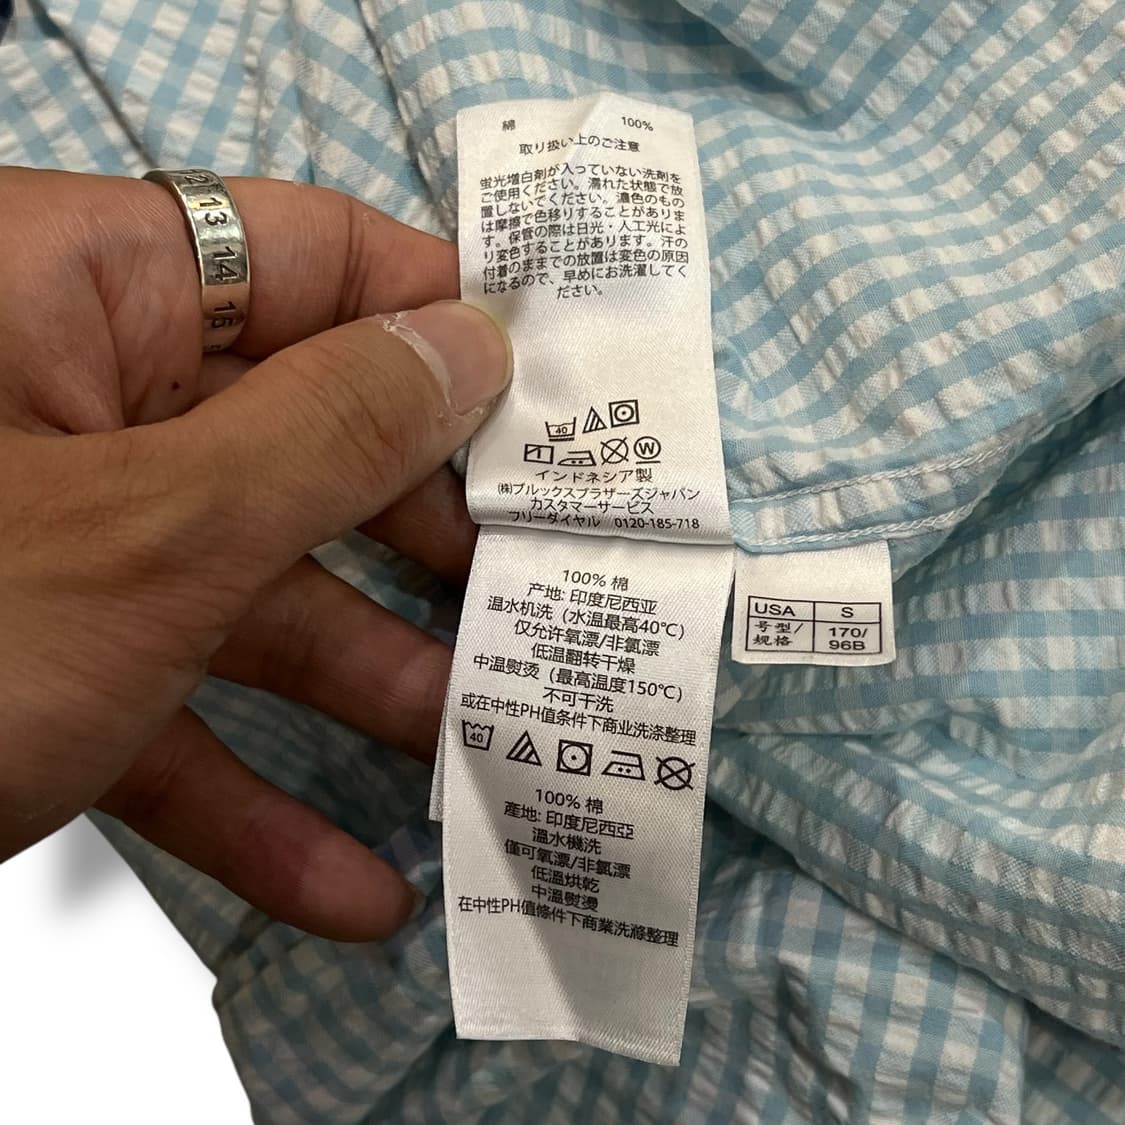 綿 100%
取り扱い上のご注意
蛍光増白剤が入っていない洗剤を
ご使用ください。濡れた状態で放
置しないでください。濃色のもの
は摩擦で色移りすることがありま
す。保管の際は日光・人工光によ
り変色することがあります。汗の
付着のままでの放置は変色の原因
になるので、早めにお洗濯してく
ださい。
40
W
インドネシア製
㈱ブルックスブラザーズジャパン
カスタマーサービス
フリーダイヤル 0120-185-718
100% 棉
产地: 印度尼西亚
温水机洗（水温最高40℃）
仅允许氧漂/非氯漂
低温翻转干燥
中温熨烫（最高温度150℃）
不可干洗
或在中性PH值条件下商业洗涤整理
40
100% 棉
產地: 印度尼西亞
溫水機洗
僅可氧漂/非氯漂
低溫烘乾
中溫熨燙
在中性PH值條件下商業洗滌整理
USA S
号型/ 170/
规格 96B
13
14
15